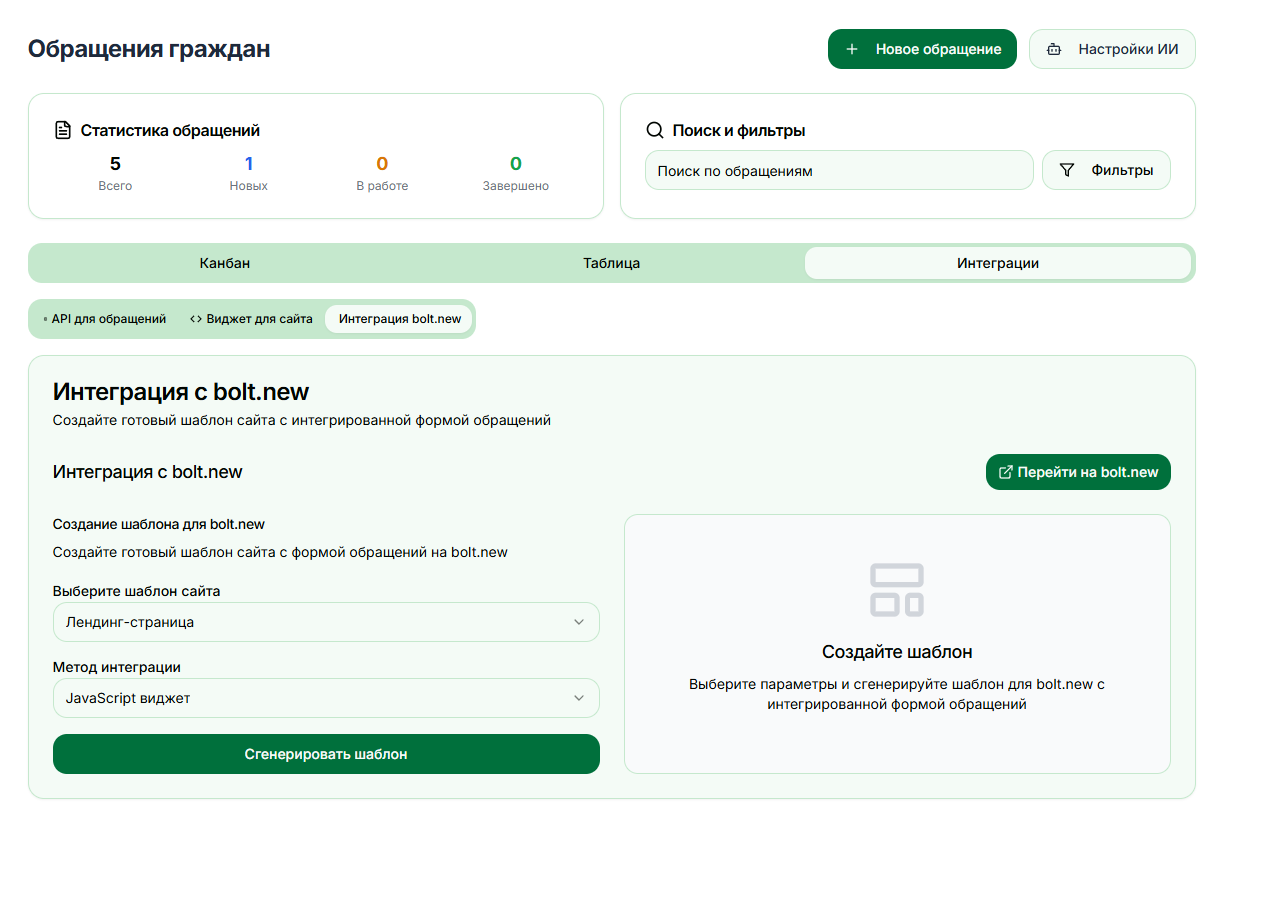 Обращения граждан
Новое обращение
Настройки ИИ
Статистика обращений
5
1
0
0
Всего
Новых
В работе
Завершено
Поиск и фильтры
Поиск по обращениям
Фильтры
Канбан
Таблица
Интеграции
API для обращений
Виджет для сайта
Интеграция bolt.new
Интеграция с bolt.new
Создайте готовый шаблон сайта с интегрированной формой обращений
Интеграция с bolt.new
Перейти на bolt.new
Создание шаблона для bolt.new
Создайте готовый шаблон сайта с формой обращений на bolt.new
Выберите шаблон сайта
Лендинг-страница
Метод интеграции
JavaScript виджет
Сгенерировать шаблон
Создайте шаблон
Выберите параметры и сгенерируйте шаблон для bolt.new с
интегрированной формой обращений